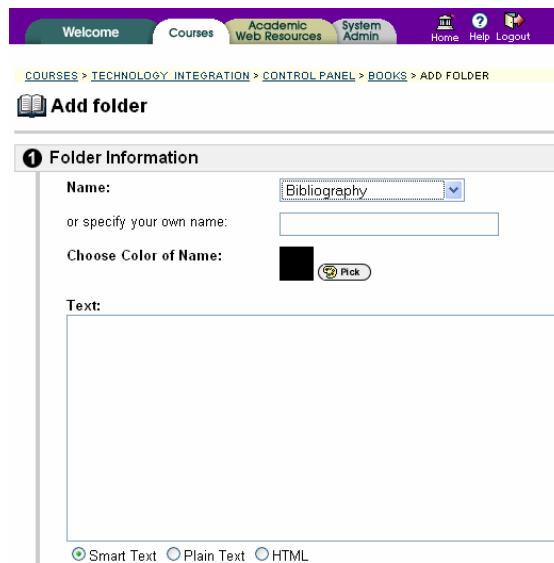 Welcome Courses Academic Web Resources System Admin Home Help Logout
COURSES > TECHNOLOGY INTEGRATION > CONTROL PANEL > BOOKS > ADD FOLDER
Add folder
1 Folder Information
Name: Bibliography
or specify your own name:
Choose Color of Name: Pick
Text:
Smart Text Plain Text HTML